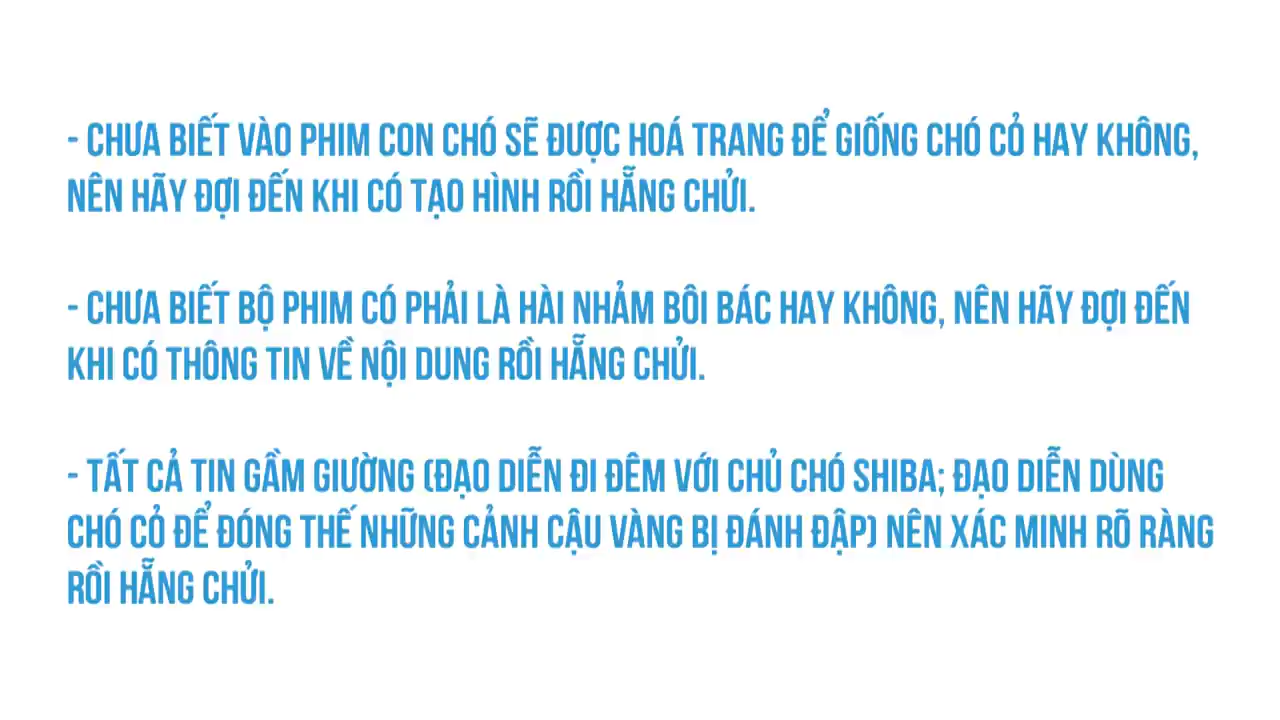 - CHƯA BIẾT VÀO PHIM CON CHÓ SẼ ĐƯỢC HOÁ TRANG ĐỂ GIỐNG CHÓ CỎ HAY KHÔNG,
NÊN HÃY ĐỢI ĐẾN KHI CÓ TẠO HÌNH RỒI HẴNG CHỬI.
- CHƯA BIẾT BỘ PHIM CÓ PHẢI LÀ HÀI NHẢM BÔI BÁC HAY KHÔNG, NÊN HÃY ĐỢI ĐẾN
KHI CÓ THÔNG TIN VỀ NỘI DUNG RỒI HẴNG CHỬI.
- TẤT CẢ TIN GẦM GIƯỜNG (ĐẠO DIỄN ĐI ĐÊM VỚI CHỦ CHÓ SHIBA; ĐẠO DIỄN DÙNG
CHÓ CỎ ĐỂ ĐÓNG THẾ NHỮNG CẢNH CẬU VÀNG BỊ ĐÁNH ĐẬP) NÊN XÁC MINH RÕ RÀNG
RỒI HẴNG CHỬI.